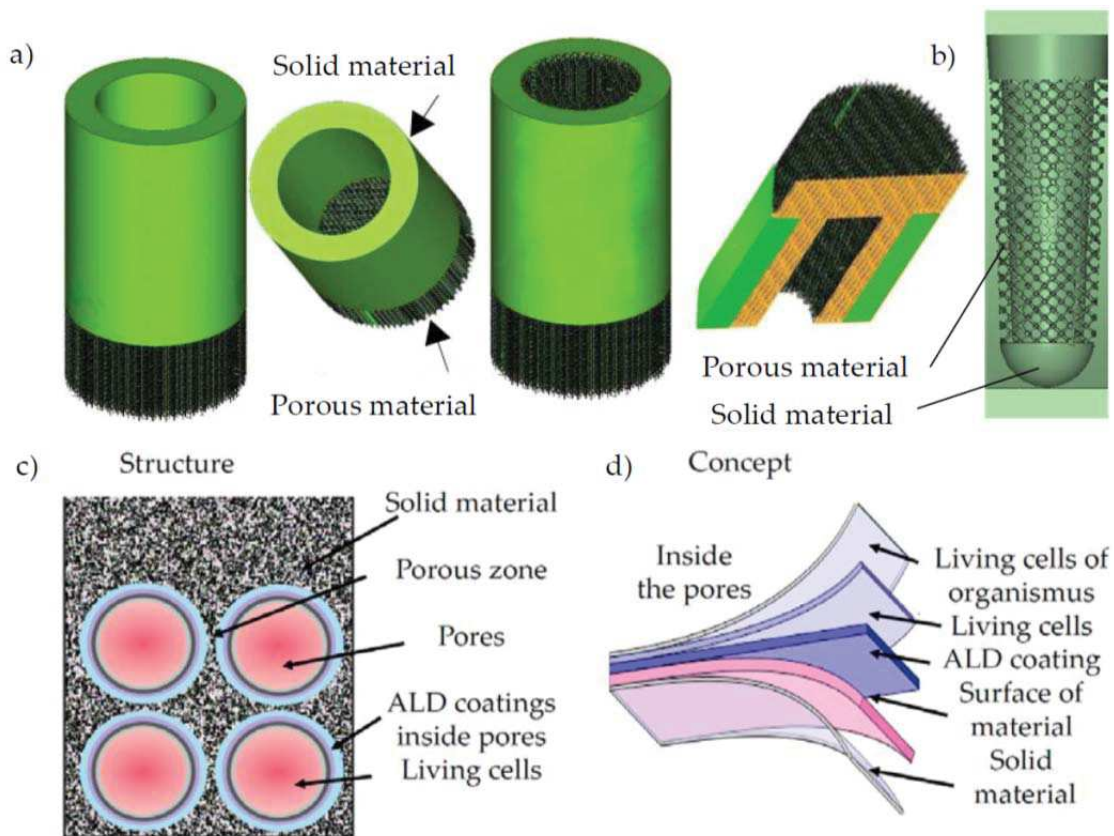 a)
Solid material
Porous material
b)
Porous material
Solid material
c)
Structure
Solid material
Porous zone
Pores
ALD coatings
inside pores
Living cells
d)
Concept
Inside
the pores
Living cells of
organismus
Living cells
ALD coating
Surface of
material
Solid
material